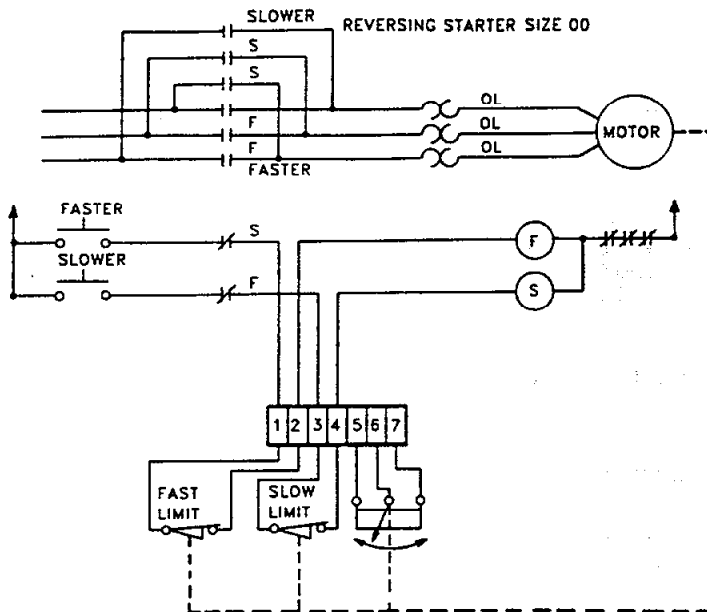 SLOWER
REVERSING STARTER SIZE 00
S
S
OL
F
OL
MOTOR
F
OL
FASTER
FASTER
S
F
SLOWER
F
S
1 2 3 4 5 6 7
FAST LIMIT
SLOW LIMIT